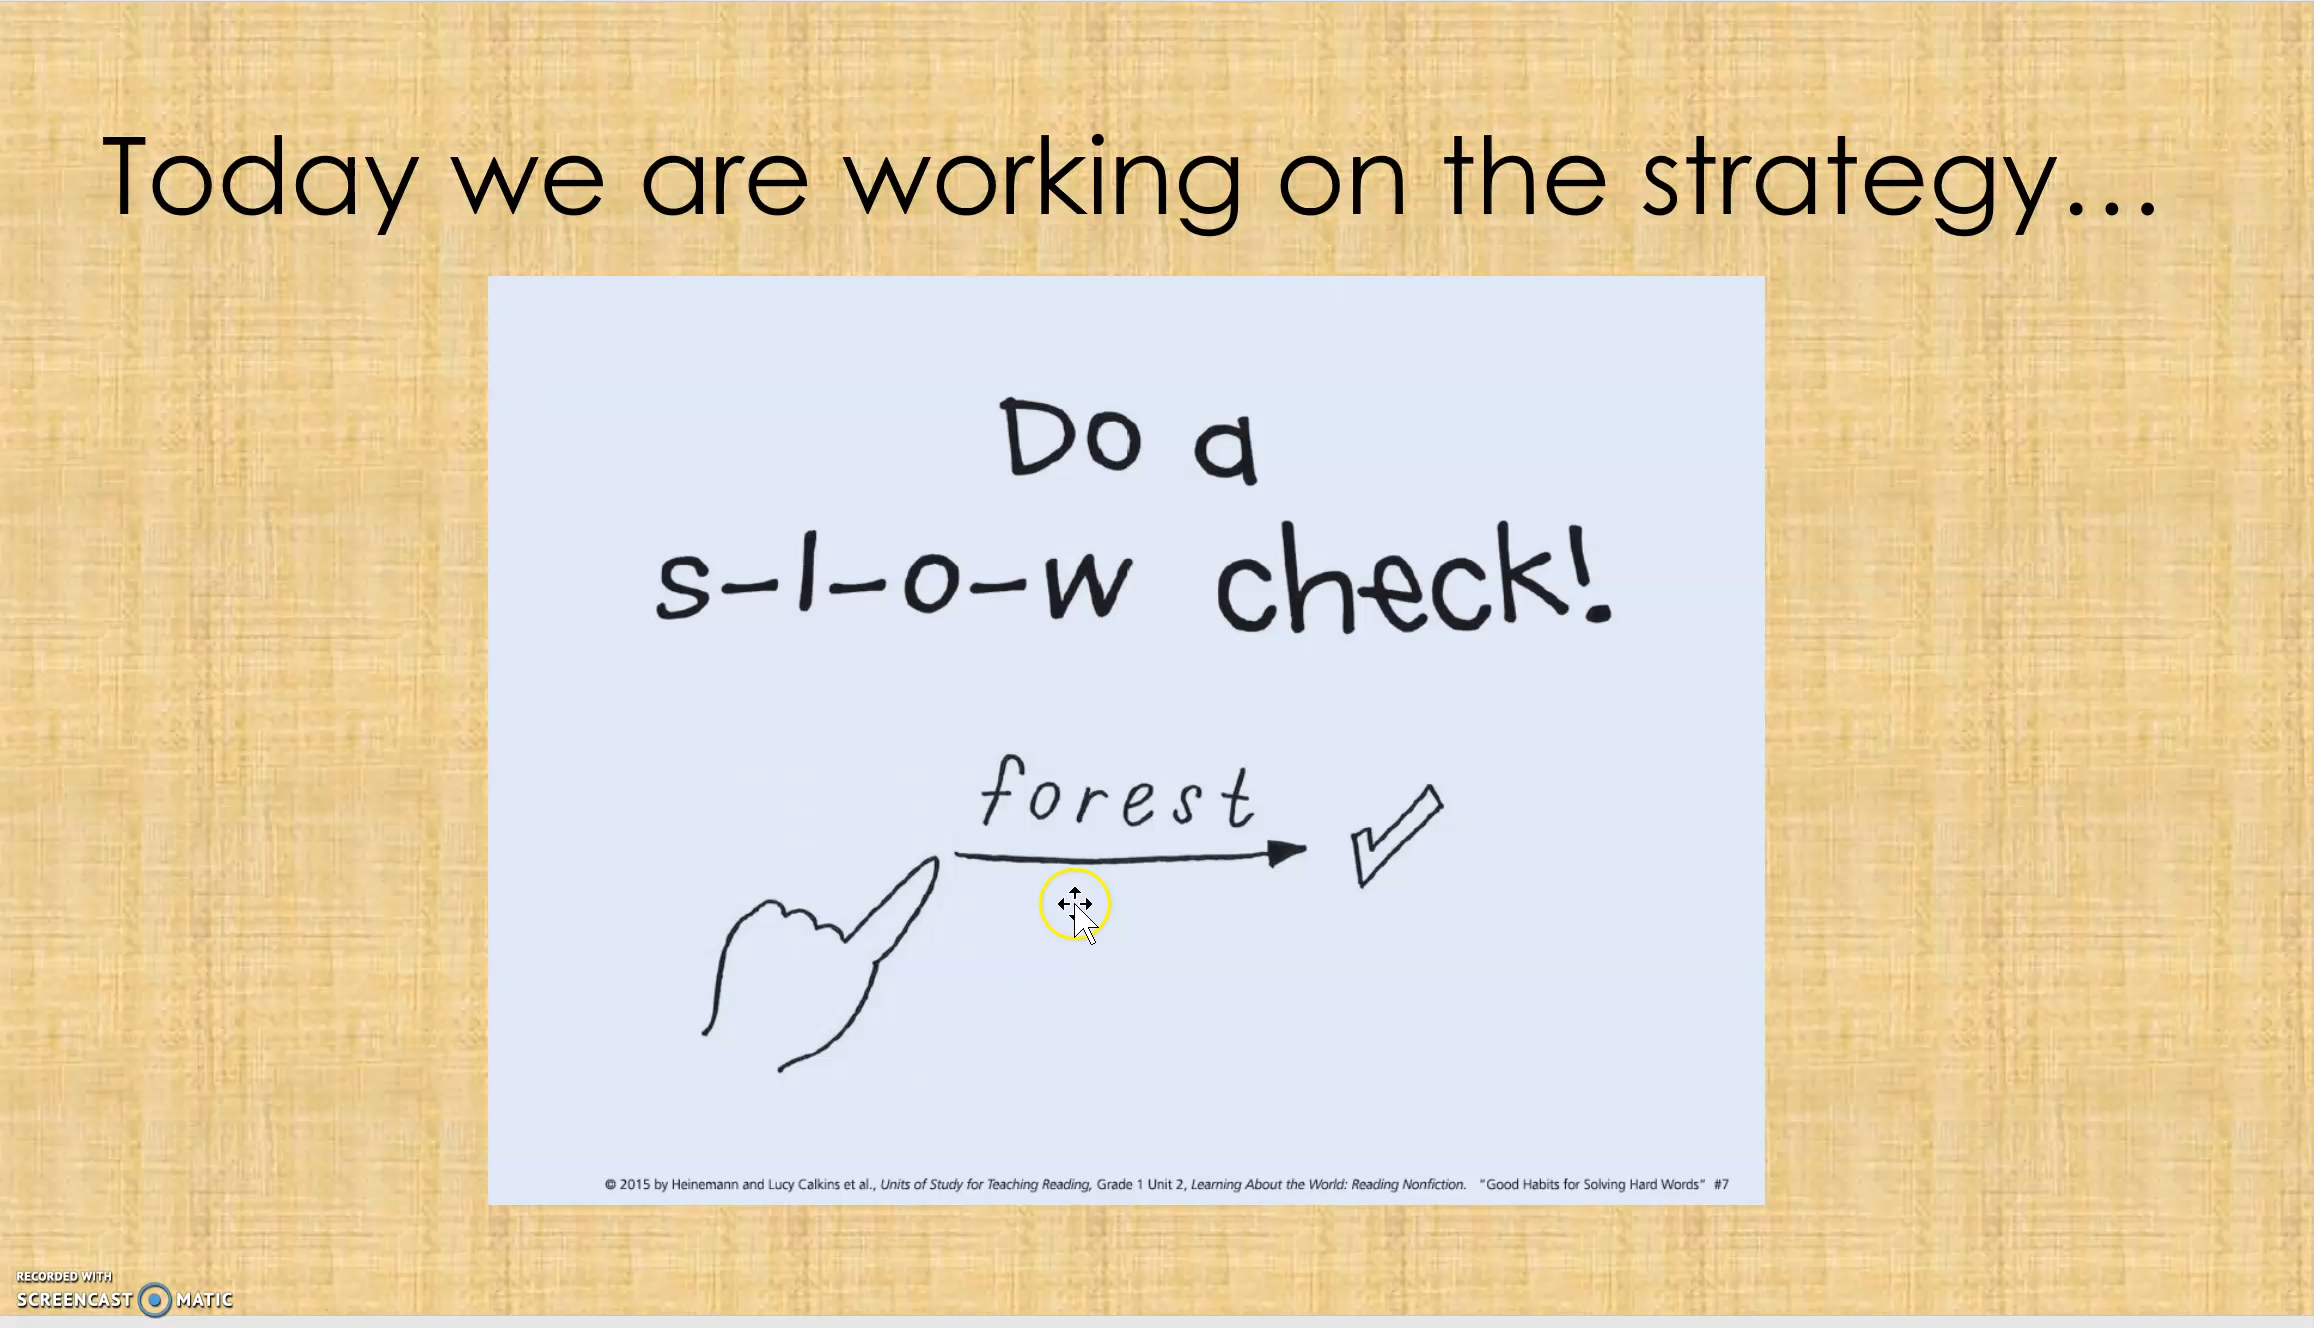 Today we are working on the strategy...
Do a
s-l-o-w check!
forest
© 2015 by Heinemann and Lucy Calkins et al., Units of Study for Teaching Reading, Grade 1 Unit 2, Learning About the World: Reading Nonfiction. "Good Habits for Solving Hard Words" #7
RECORDED WITH
SCREENCAST MATIC